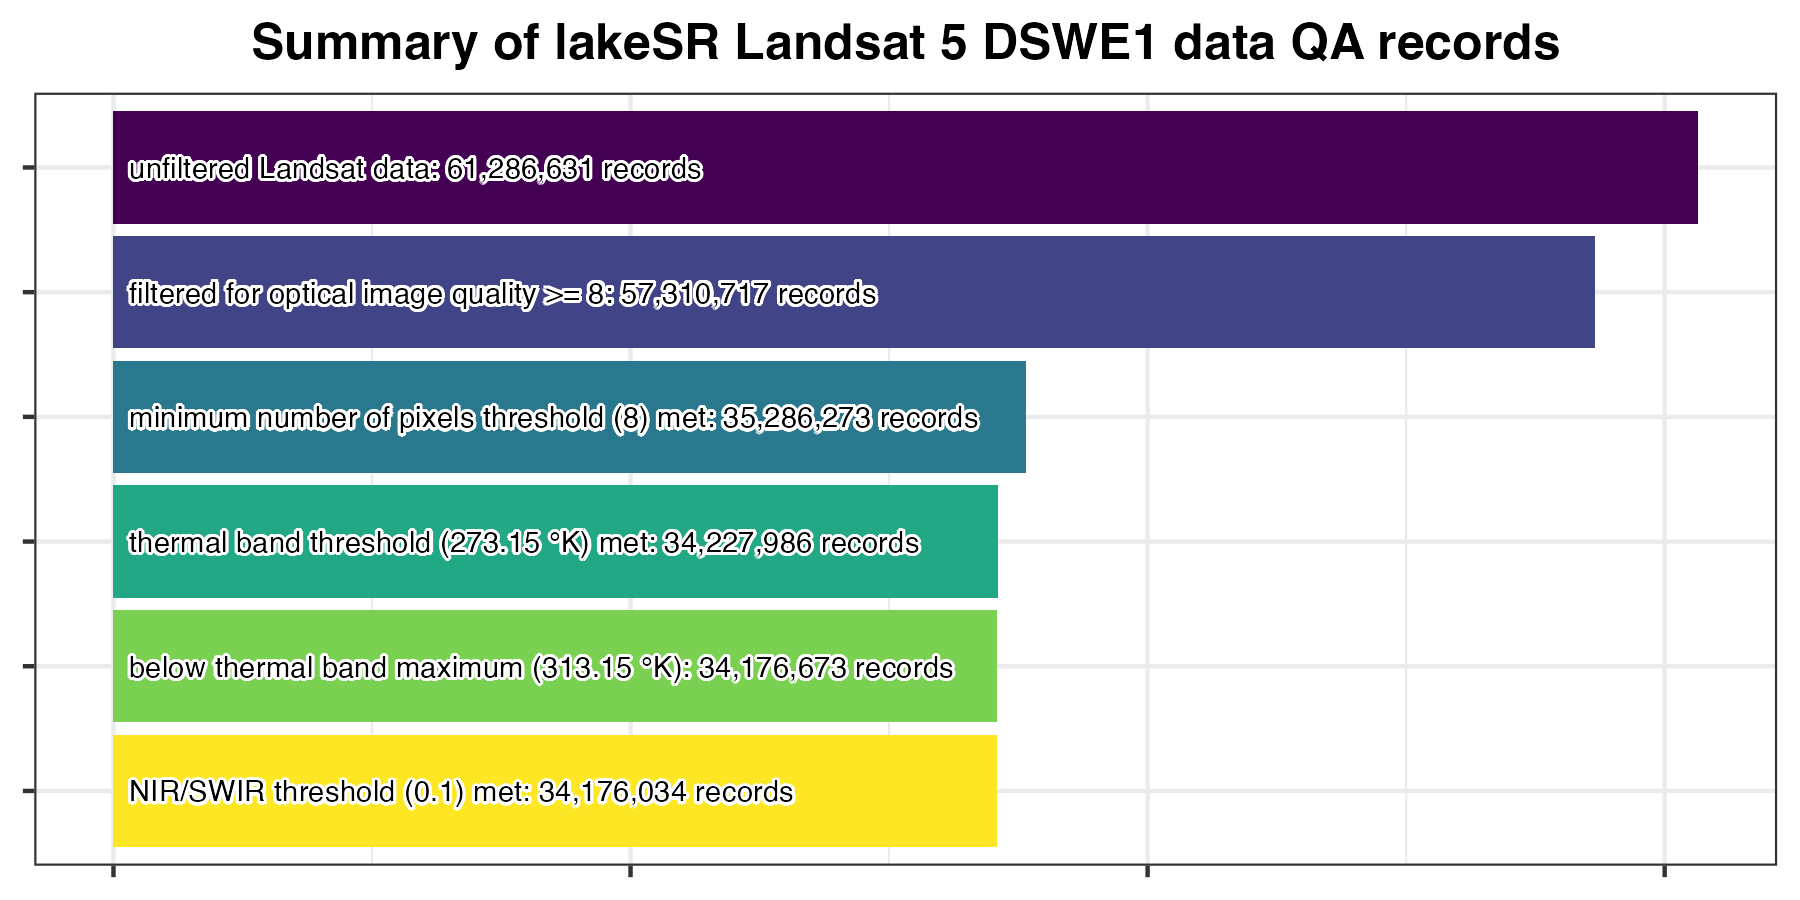 Summary of lakeSR Landsat 5 DSWE1 data QA records
unfiltered Landsat data: 61,286,631 records
filtered for optical image quality >= 8: 57,310,717 records
minimum number of pixels threshold (8) met: 35,286,273 records
thermal band threshold (273.15 °K) met: 34,227,986 records
below thermal band maximum (313.15 °K): 34,176,673 records
NIR/SWIR threshold (0.1) met: 34,176,034 records